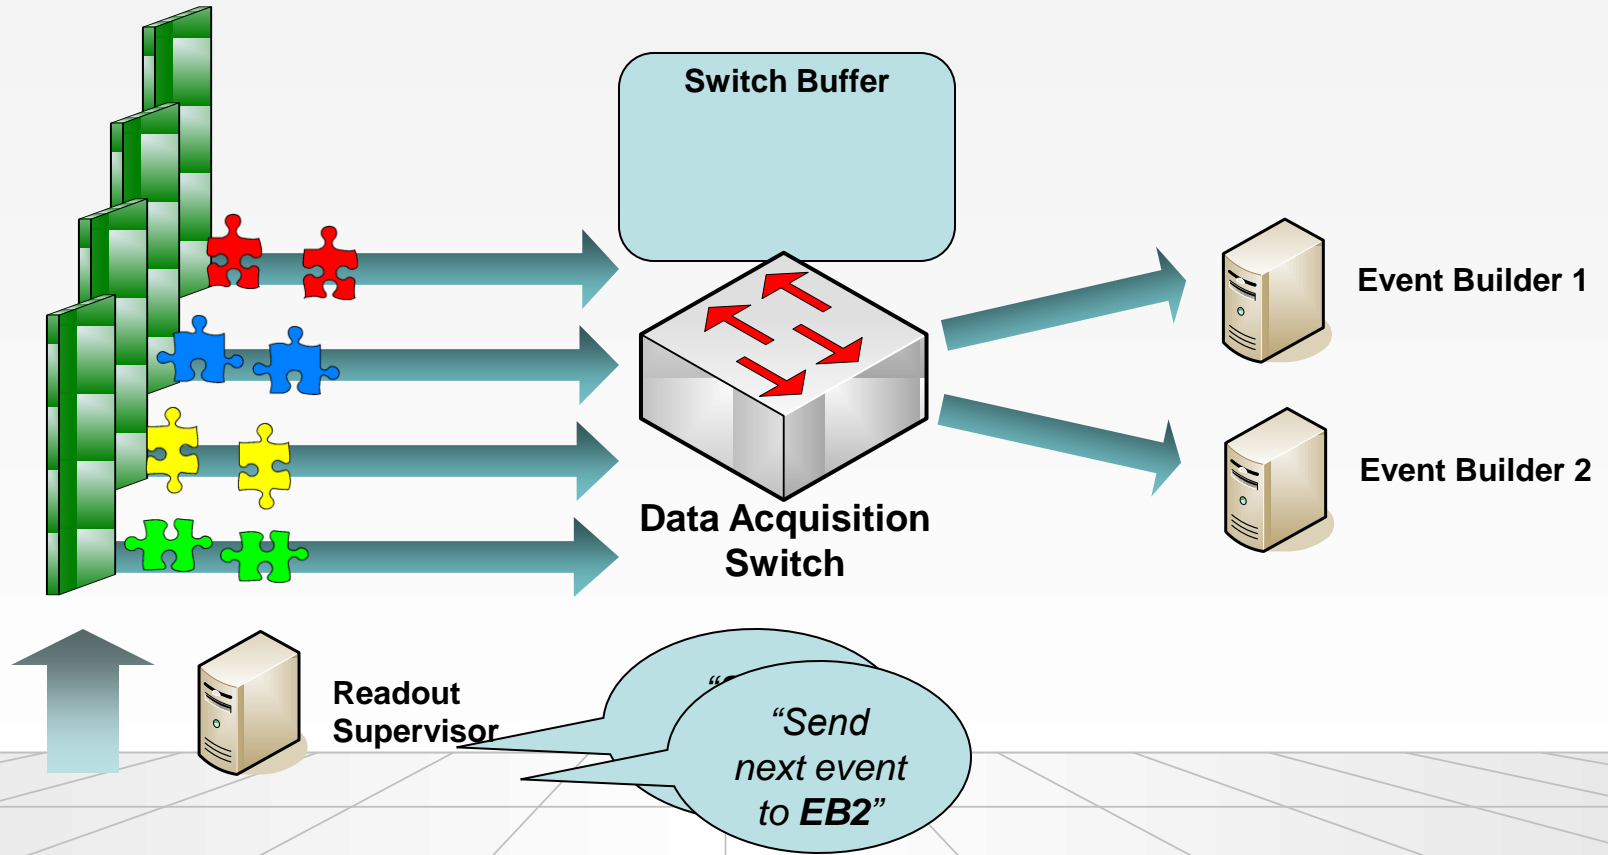 Switch Buffer
Event Builder 1
Event Builder 2
Data Acquisition
Switch
Readout
Supervisor
“Send
next event
to EB2”